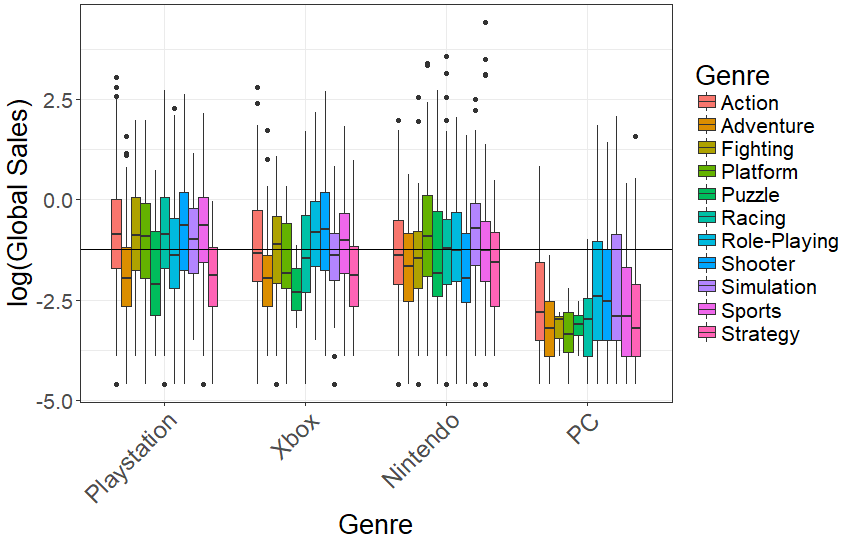 log(Global Sales)
2.5
0.0
-2.5
-5.0
Playstation
Xbox
Nintendo
PC
Genre
Genre
Action
Adventure
Fighting
Platform
Puzzle
Racing
Role-Playing
Shooter
Simulation
Sports
Strategy